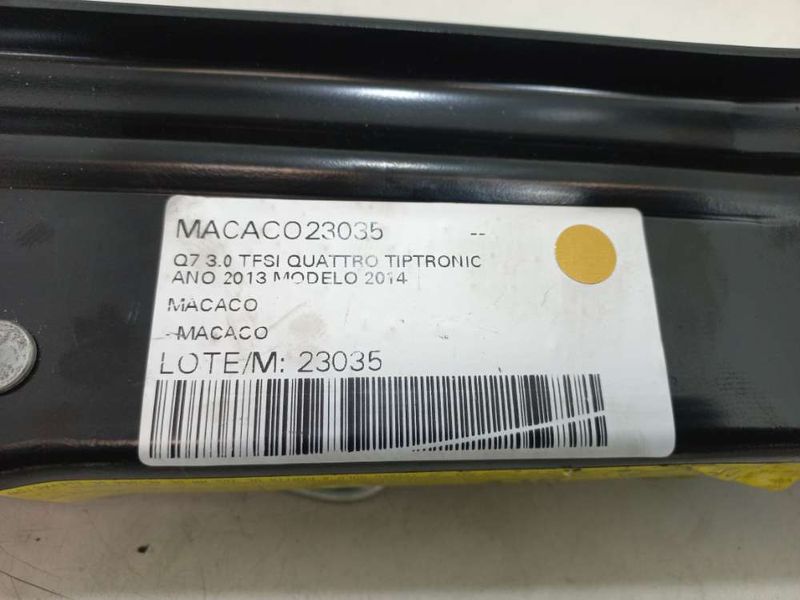 MACACO23035 --
Q7 3.0 TFSI QUATTRO TIPTRONIC
ANO 2013 MODELO 2014
MACACO
-MACACO
LOTE/M: 23035